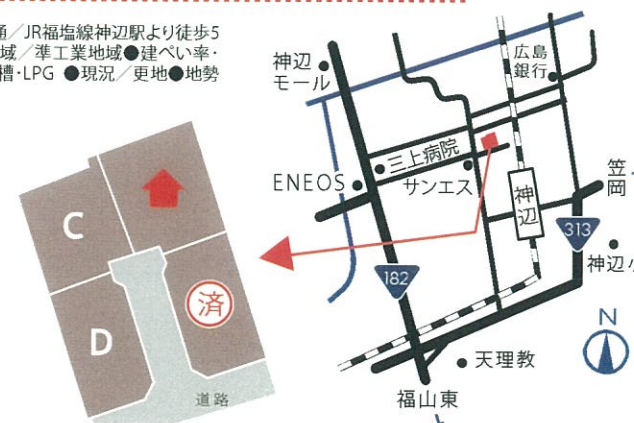 通／JR福塩線神辺駅より徒歩5
域／準工業地域●建ぺい率・
槽・LPG ●現況／更地●地勢
神辺
モール
広島
銀行
三上病院
ENEOS
サンエス
神辺
笠
岡
313
神辺小
182
N
天理教
福山東
C
D
済
道路